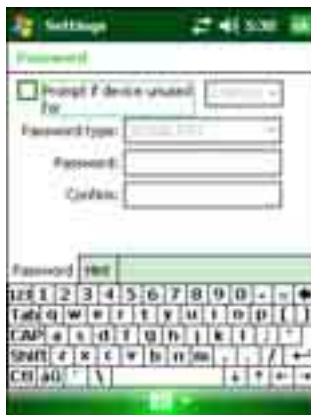 Settings 5:30 ok
Password
Prompt if device unused
for
Password type:
Password:
Confirm:
Password Hint
123 1 2 3 4 5 6 7 8 9 0 - =
Tab q w e r t y u i o p [ ]
CAP a s d f g h j k l ; '
Shift z x c v b n m , . /
Ctl áü ` \